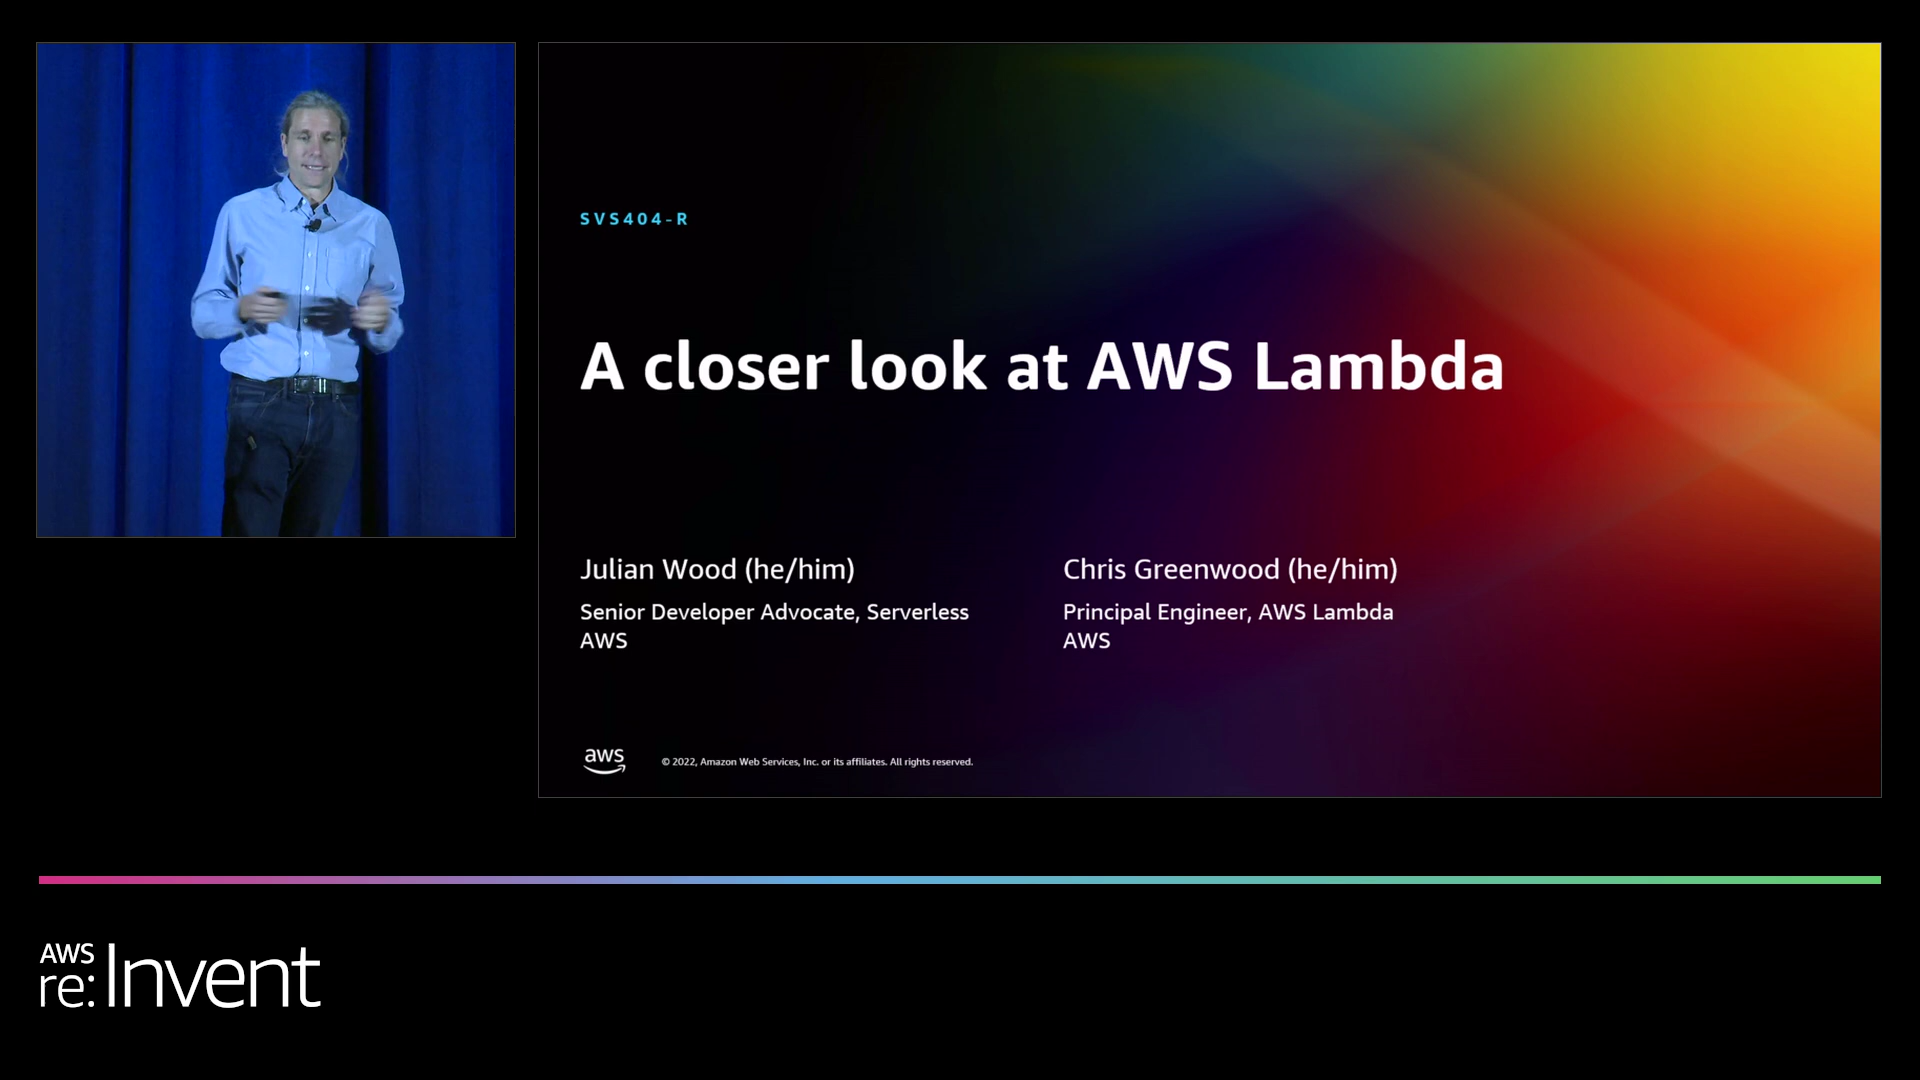 SVS404-R
A closer look at AWS Lambda
Julian Wood (he/him)
Senior Developer Advocate, Serverless
AWS
Chris Greenwood (he/him)
Principal Engineer, AWS Lambda
AWS
aws
© 2022, Amazon Web Services, Inc. or its affiliates. All rights reserved.
AWS
re:Invent